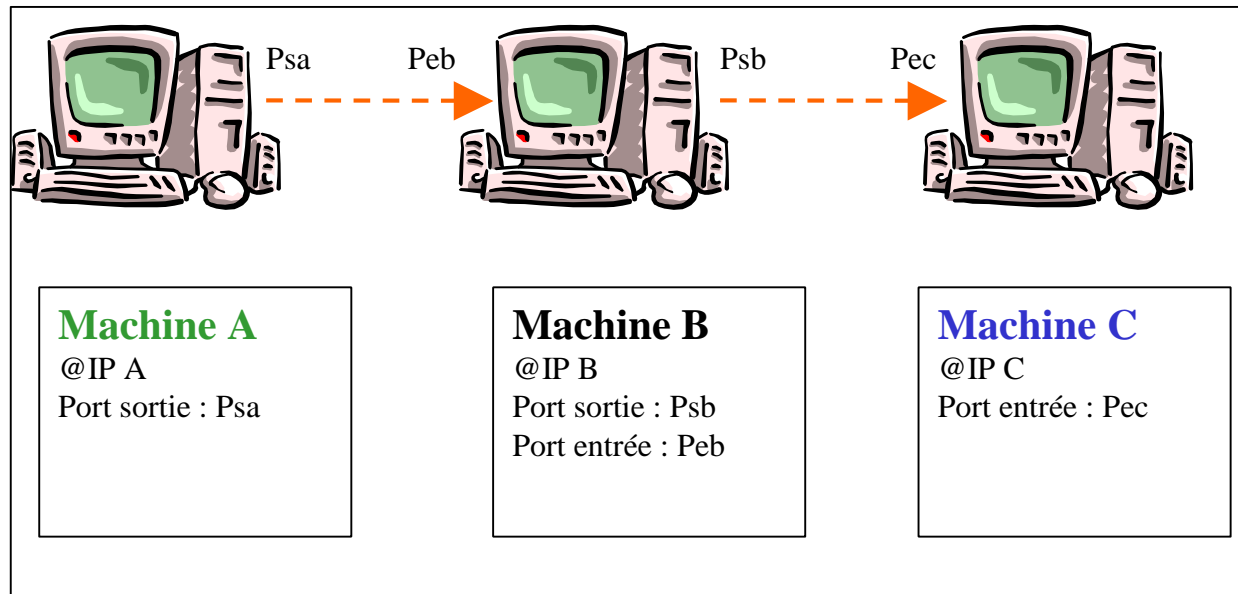 Psa
Peb
Psb
Pec
Machine A
@IP A
Port sortie : Psa
Machine B
@IP B
Port sortie : Psb
Port entrée : Peb
Machine C
@IP C
Port entrée : Pec